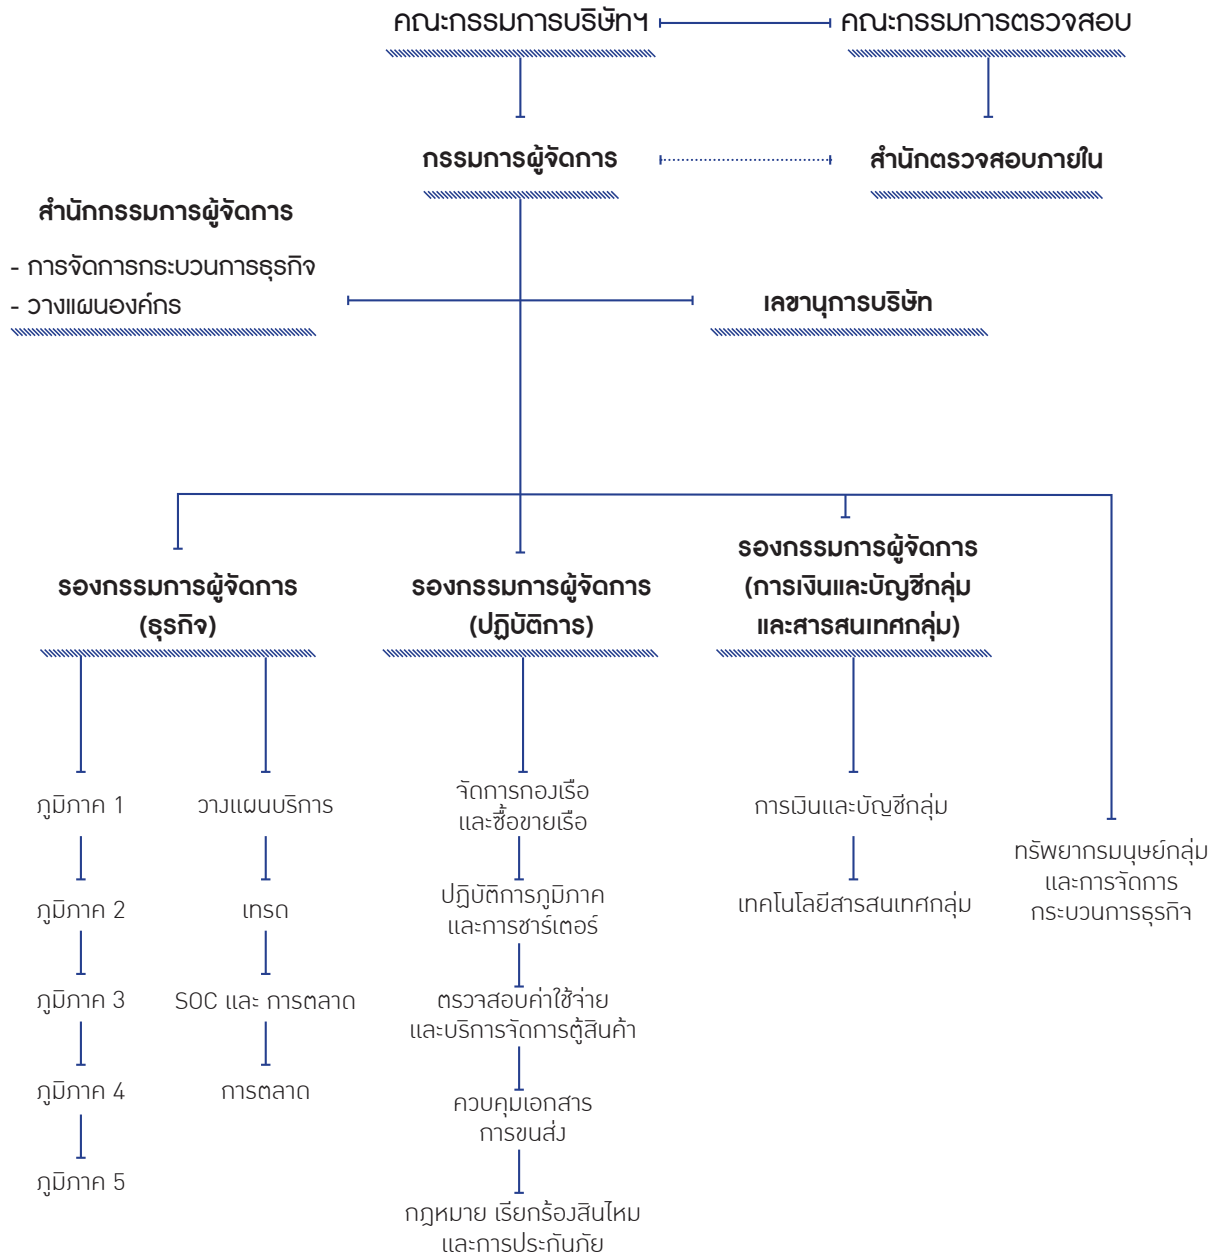 คณะกรรมการบริษัทฯ
คณะกรรมการตรวจสอบ
กรรมการผู้จัดการ
สำนักตรวจสอบภายใน
สำนักกรรมการผู้จัดการ
- การจัดการกระบวนการธุรกิจ
- วางแผนองค์กร
เลขานุการบริษัท
รองกรรมการผู้จัดการ
(ธุรกิจ)
รองกรรมการผู้จัดการ
(ปฏิบัติการ)
รองกรรมการผู้จัดการ
(การเงินและบัญชีกลุ่ม
และสารสนเทศกลุ่ม)
ภูมิภาค 1
ภูมิภาค 2
ภูมิภาค 3
ภูมิภาค 4
ภูมิภาค 5
วางแผนบริการ
เทรด
SOC และ การตลาด
การตลาด
จัดการกองเรือ
และซื้อขายเรือ
ปฏิบัติการภูมิภาค
และการชาร์เตอร์
ตรวจสอบค่าใช้จ่าย
และบริการจัดการตู้สินค้า
ควบคุมเอกสาร
การขนส่ง
กฎหมาย เรียกร้องสินไหม
และการประกันภัย
การเงินและบัญชีกลุ่ม
เทคโนโลยีสารสนเทศกลุ่ม
ทรัพยากรมนุษย์กลุ่ม
และการจัดการ
กระบวนการธุรกิจ